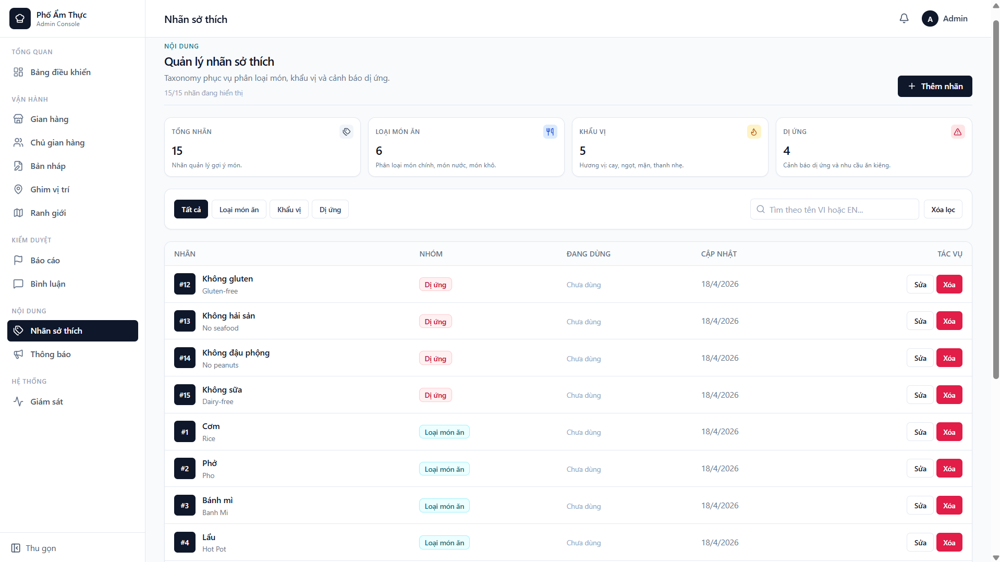 Phố Ẩm Thực
Admin Console
TỔNG QUAN
Bảng điều khiển
VẬN HÀNH
Gian hàng
Chủ gian hàng
Bản nháp
Ghim vị trí
Ranh giới
KIỂM DUYỆT
Báo cáo
Bình luận
NỘI DUNG
Nhãn sở thích
Thông báo
HỆ THỐNG
Giám sát
Thu gọn
Nhãn sở thích
A Admin
NỘI DUNG
Quản lý nhãn sở thích
Taxonomy phục vụ phân loại món, khẩu vị và cảnh báo dị ứng.
15/15 nhãn đang hiển thị
Thêm nhãn
TỔNG NHÃN
15
Nhãn quản lý gợi ý món.
LOẠI MÓN ĂN
6
Phân loại món chính, món nước, món khô.
KHẨU VỊ
5
Hương vị: cay, ngọt, mặn, thanh nhẹ.
DỊ ỨNG
4
Cảnh báo dị ứng và nhu cầu ăn kiêng.
Tất cả Loại món ăn Khẩu vị Dị ứng Tìm theo tên VI hoặc EN... Xóa lọc
NHÃN NHÓM ĐANG DÙNG CẬP NHẬT TÁC VỤ
#12 Không gluten Dị ứng Chưa dùng 18/4/2026 Sửa Xóa
Gluten-free
#13 Không hải sản Dị ứng Chưa dùng 18/4/2026 Sửa Xóa
No seafood
#14 Không đậu phộng Dị ứng Chưa dùng 18/4/2026 Sửa Xóa
No peanuts
#15 Không sữa Dị ứng Chưa dùng 18/4/2026 Sửa Xóa
Dairy-free
#1 Cơm Loại món ăn Chưa dùng 18/4/2026 Sửa Xóa
Rice
#2 Phở Loại món ăn Chưa dùng 18/4/2026 Sửa Xóa
Pho
#3 Bánh mì Loại món ăn Chưa dùng 18/4/2026 Sửa Xóa
Banh Mi
#4 Lẩu Loại món ăn Chưa dùng 18/4/2026 Sửa Xóa
Hot Pot